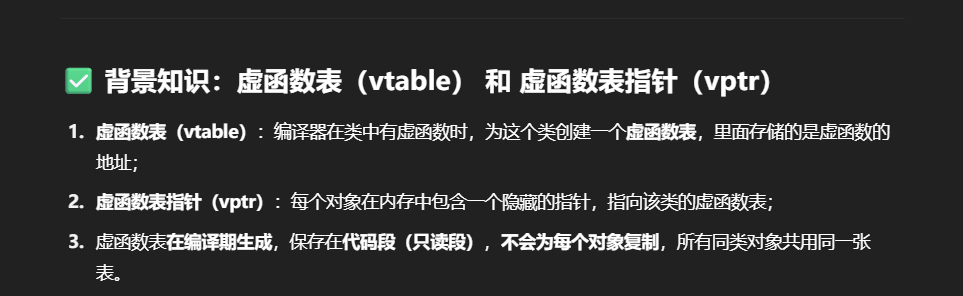 ✅ 背景知识：虚函数表（vtable） 和 虚函数表指针（vptr）
1. 虚函数表（vtable）：编译器在类中有虚函数时，为这个类创建一个虚函数表，里面存储的是虚函数的
地址；
2. 虚函数表指针（vptr）：每个对象在内存中包含一个隐藏的指针，指向该类的虚函数表；
3. 虚函数表在编译期生成，保存在代码段（只读段），不会为每个对象复制，所有同类对象共用同一张
表。